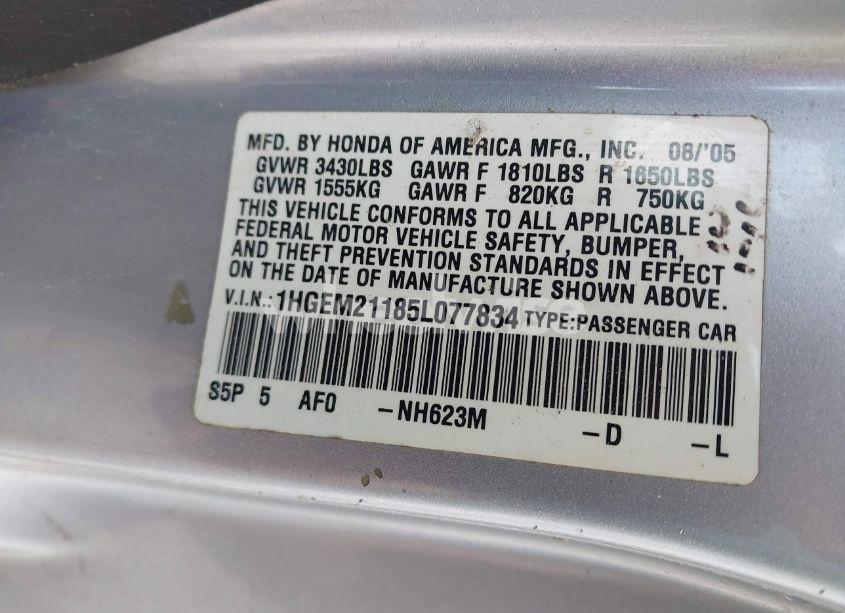 MFD. BY HONDA OF AMERICA MFG., INC. 08/'05
GVWR 3430LBS GAWR F 1810LBS R 1650LBS
GVWR 1555KG GAWR F 820KG R 750KG
THIS VEHICLE CONFORMS TO ALL APPLICABLE
FEDERAL MOTOR VEHICLE SAFETY, BUMPER,
AND THEFT PREVENTION STANDARDS IN EFFECT
ON THE DATE OF MANUFACTURE SHOWN ABOVE.
V.I.N.: 1HGEM21185L077834 TYPE:PASSENGER CAR
S5P 5 AF0 -NH623M -D -L